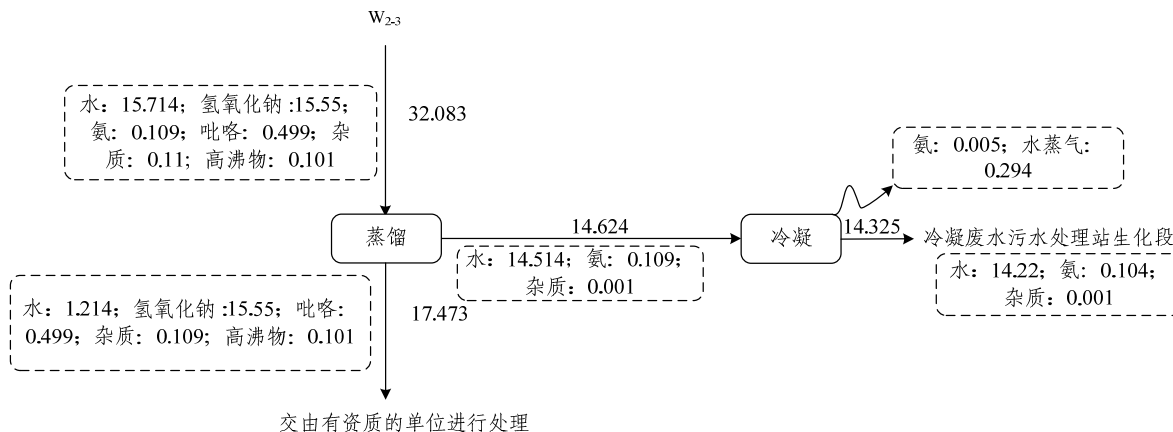 W2-3
水：15.714；氢氧化钠:15.55；
氨：0.109；吡咯：0.499；杂
质：0.11；高沸物：0.101
32.083
氨：0.005；水蒸气：
0.294
蒸馏
14.624
冷凝
14.325
冷凝废水污水处理站生化段
水：14.514；氨：0.109；
杂质：0.001
水：14.22；氨：0.104；
杂质：0.001
水：1.214；氢氧化钠:15.55；吡咯：
0.499；杂质：0.109；高沸物：0.101
17.473
交由有资质的单位进行处理